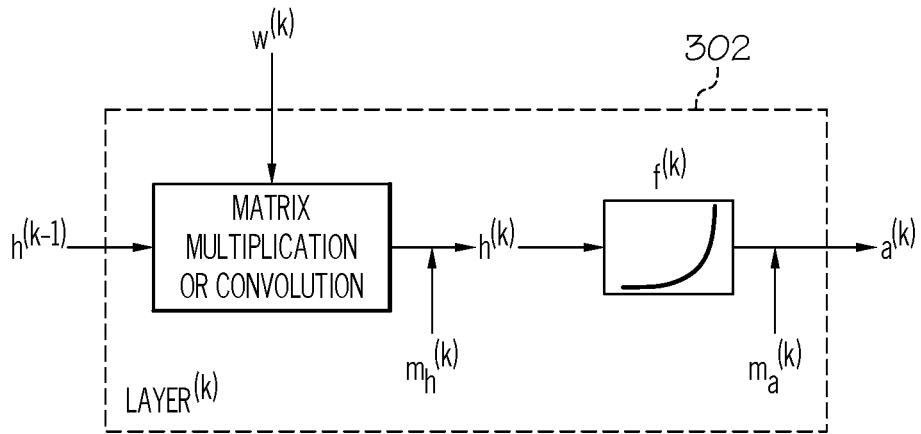 w(k)
302
f(k)
h(k-1)
MATRIX
MULTIPLICATION
OR CONVOLUTION
h(k)
a(k)
mh(k)
ma(k)
LAYER(k)